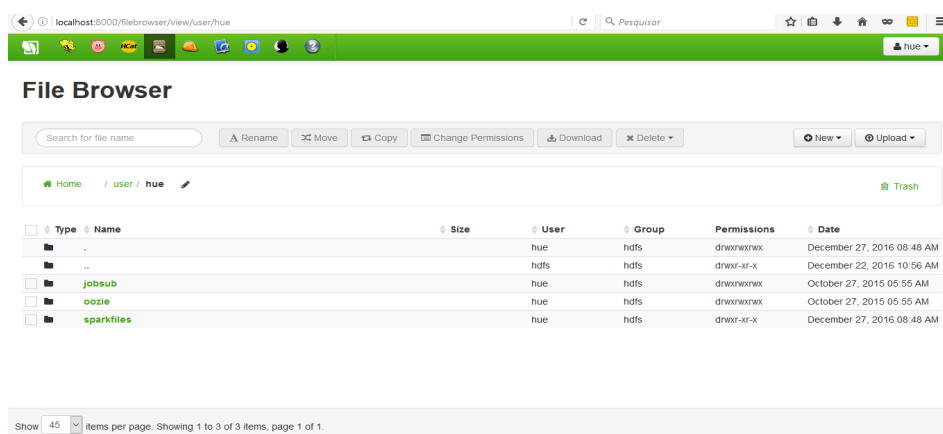 localhost:8000/filebrowser/view/user/hue
Pesquisar
HCat
hue
File Browser
Search for file name
Rename Move Copy Change Permissions Download Delete New Upload
Home / user / hue Trash
Type Name Size User Group Permissions Date
. hue hdfs drwxrwxrwx December 27, 2016 08:48 AM
.. hdfs hdfs drwxr-xr-x December 22, 2016 10:56 AM
jobsub hue hdfs drwxrwxrwx October 27, 2015 05:55 AM
oozie hue hdfs drwxrwxrwx October 27, 2015 05:55 AM
sparkfiles hue hdfs drwxr-xr-x December 27, 2016 08:48 AM
Show 45 items per page. Showing 1 to 3 of 3 items, page 1 of 1.